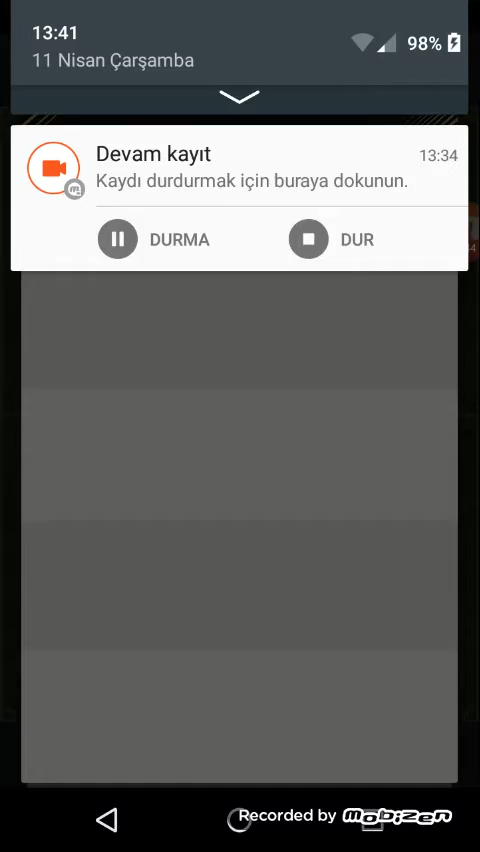 13:41
98%
11 Nisan Çarşamba
Devam kayıt
13:34
Kaydı durdurmak için buraya dokunun.
DURMA
DUR
Recorded by mobizen